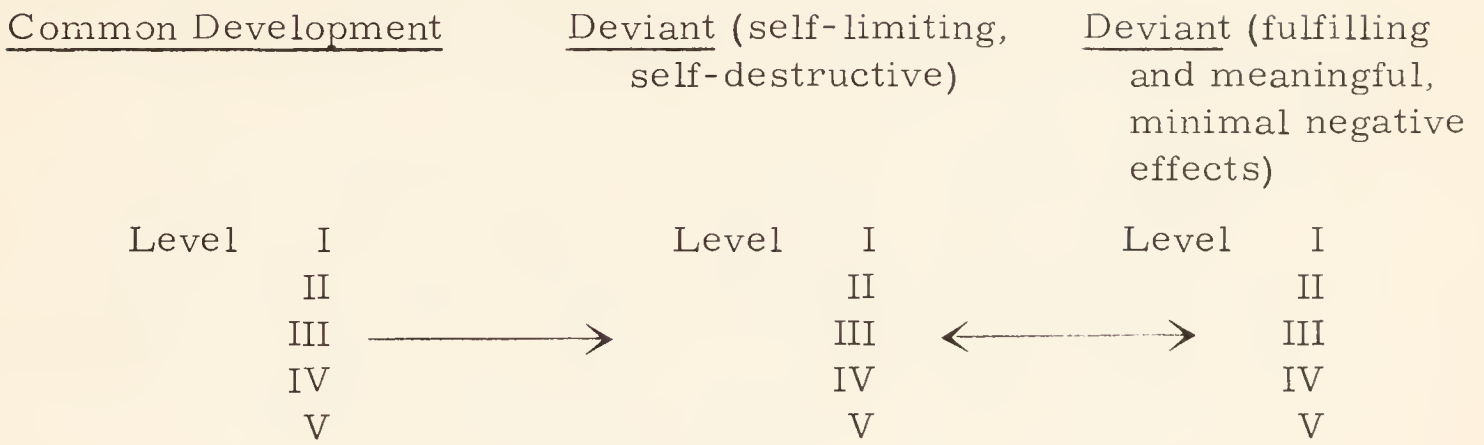 Common Development Deviant (self-limiting, Deviant (fulfilling
self-destructive) and meaningful,
minimal negative
effects)
Level I Level I Level I
II II II
III III III
IV IV IV
V V V